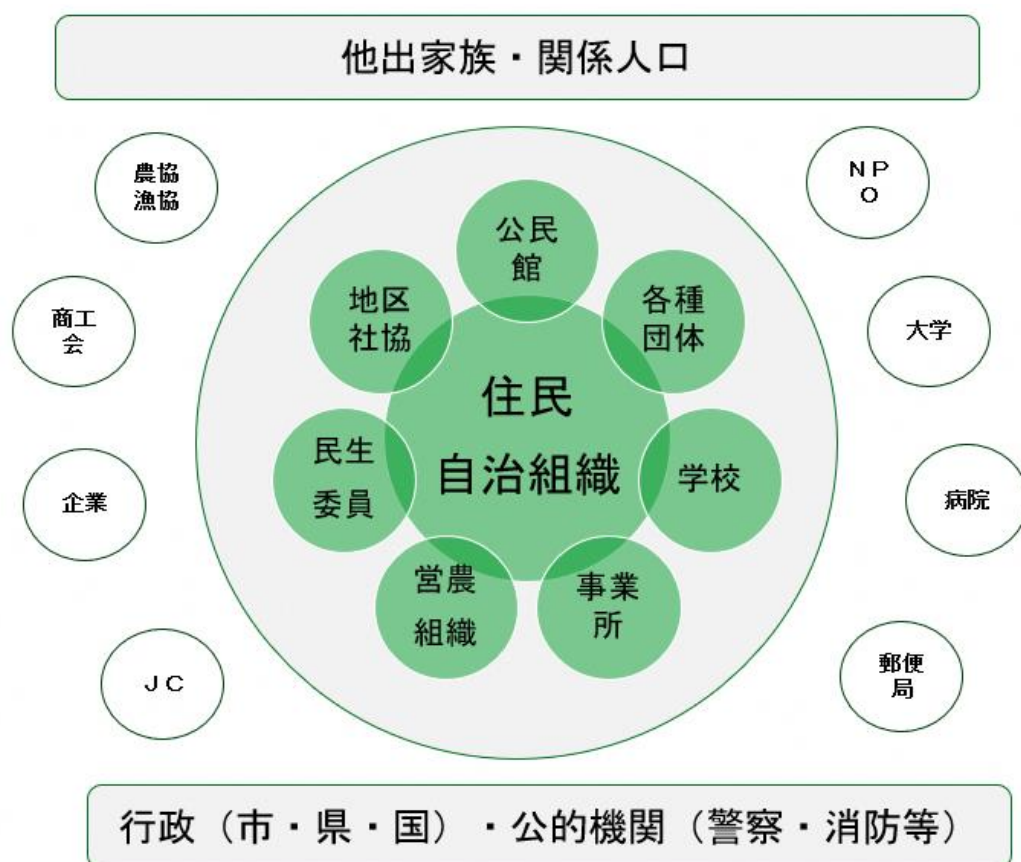 他出家族・関係人口
農協
漁協
ＮＰ
Ｏ
公民
館
地区
社協
各種
団体
商工
会
大学
住民
自治組織
民生
委員
学校
企業
病院
営農
組織
事業
所
ＪＣ
郵便
局
行政（市・県・国）・公的機関（警察・消防等）